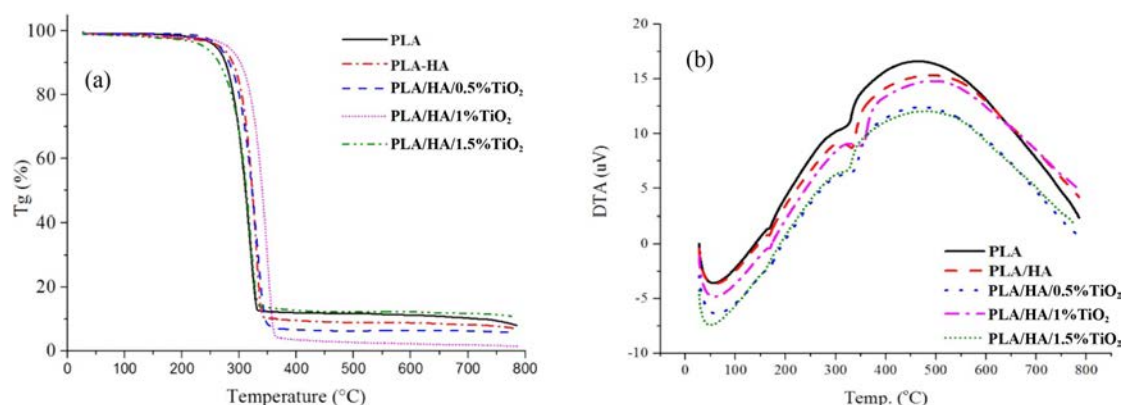 (a)
Tg (%)
100
80
60
40
20
0
0 100 200 300 400 500 600 700 800
Temperature (°C)
PLA
PLA-HA
PLA/HA/0.5%TiO₂
PLA/HA/1%TiO₂
PLA/HA/1.5%TiO₂
(b)
DTA (uV)
20
15
10
5
0
-5
-10
0 100 200 300 400 500 600 700 800
Temp. (°C)
PLA
PLA/HA
PLA/HA/0.5%TiO₂
PLA/HA/1%TiO₂
PLA/HA/1.5%TiO₂